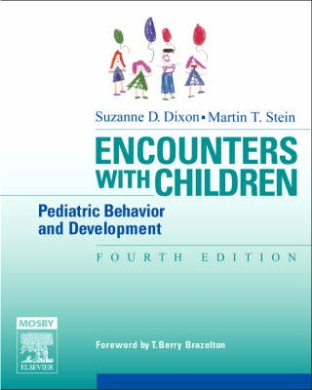 Suzanne D. Dixon • Martin T. Stein
ENCOUNTERS
WITH CHILDREN
Pediatric Behavior
and Development
FOURTH EDITION
MOSBY
ELSEVIER
Foreword by T. Berry Brazelton